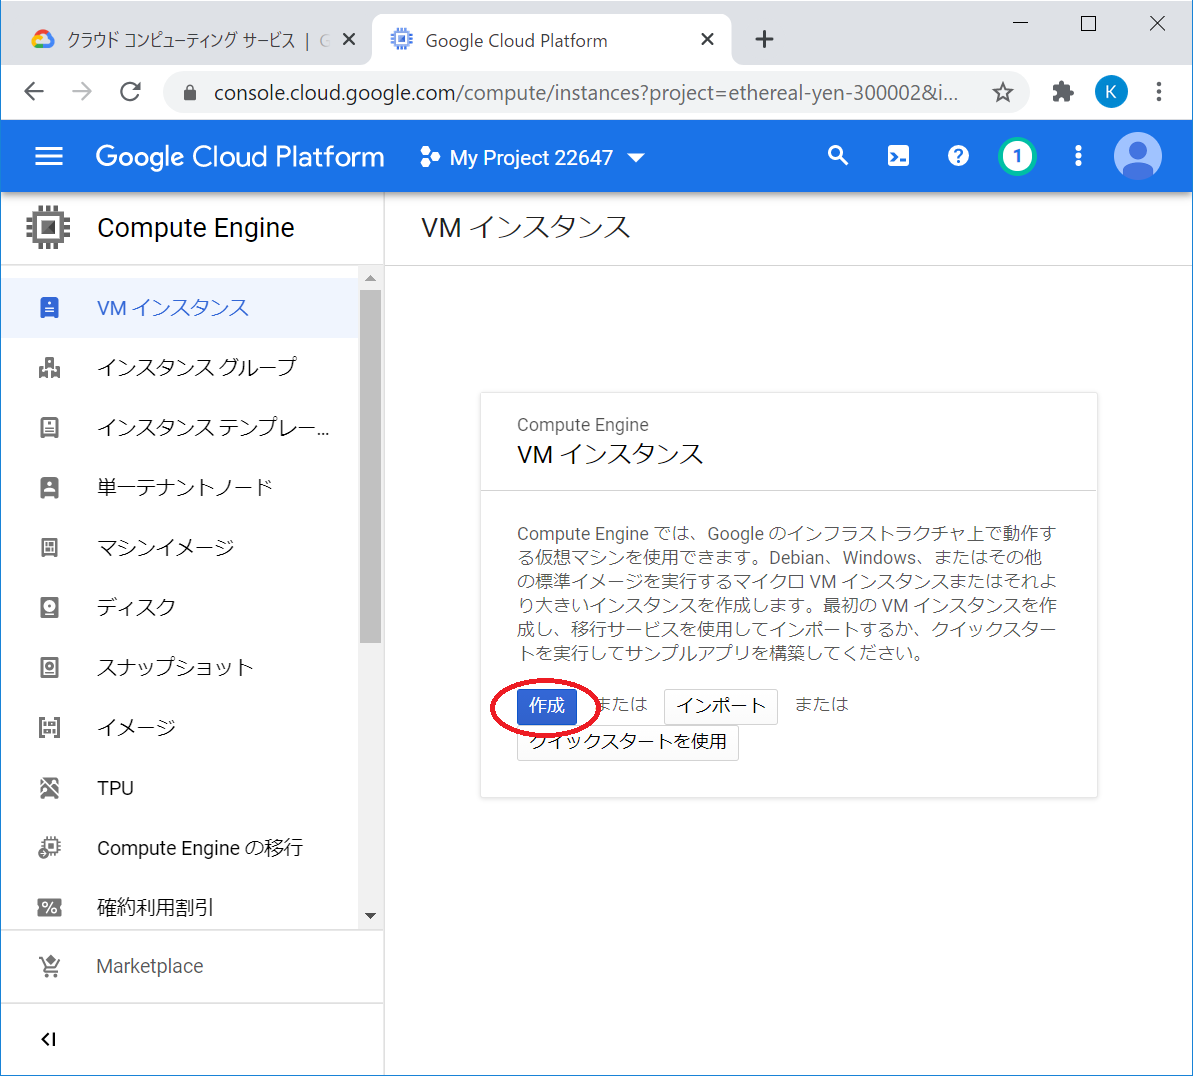 クラウド コンピューティング サービス | G
Google Cloud Platform
console.cloud.google.com/compute/instances?project=ethereal-yen-300002&i...
K
Google Cloud Platform
My Project 22647
1
Compute Engine
VM インスタンス
VM インスタンス
インスタンス グループ
インスタンス テンプレー...
単一テナントノード
マシンイメージ
ディスク
スナップショット
イメージ
TPU
Compute Engine の移行
確約利用割引
Marketplace
Compute Engine
VM インスタンス
Compute Engine では、Google のインフラストラクチャ上で動作す
る仮想マシンを使用できます。Debian、Windows、またはその他
の標準イメージを実行するマイクロ VM インスタンスまたはそれよ
り大きいインスタンスを作成します。最初の VM インスタンスを作
成し、移行サービスを使用してインポートするか、クイックスター
トを実行してサンプルアプリを構築してください。
作成 または インポート または
クイックスタートを使用